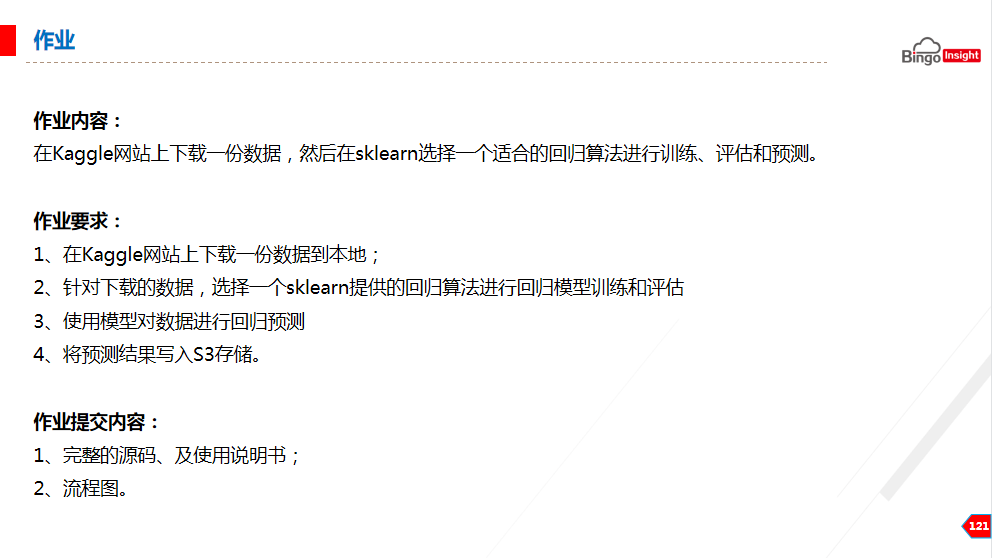 作业
Bingo Insight
作业内容：
在Kaggle网站上下载一份数据，然后在sklearn选择一个适合的回归算法进行训练、评估和预测。
作业要求：
1、在Kaggle网站上下载一份数据到本地；
2、针对下载的数据，选择一个sklearn提供的回归算法进行回归模型训练和评估
3、使用模型对数据进行回归预测
4、将预测结果写入S3存储。
作业提交内容：
1、完整的源码、及使用说明书；
2、流程图。
121